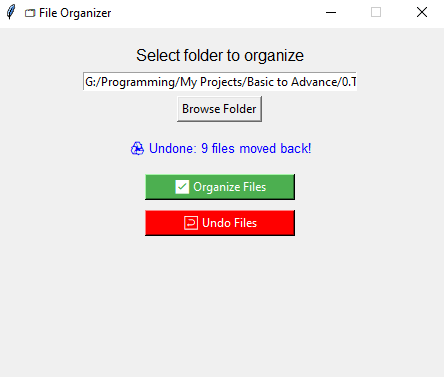 File Organizer
Select folder to organize
G:/Programming/My Projects/Basic to Advance/0.T
Browse Folder
♻ Undone: 9 files moved back!
✅ Organize Files
↩ Undo Files